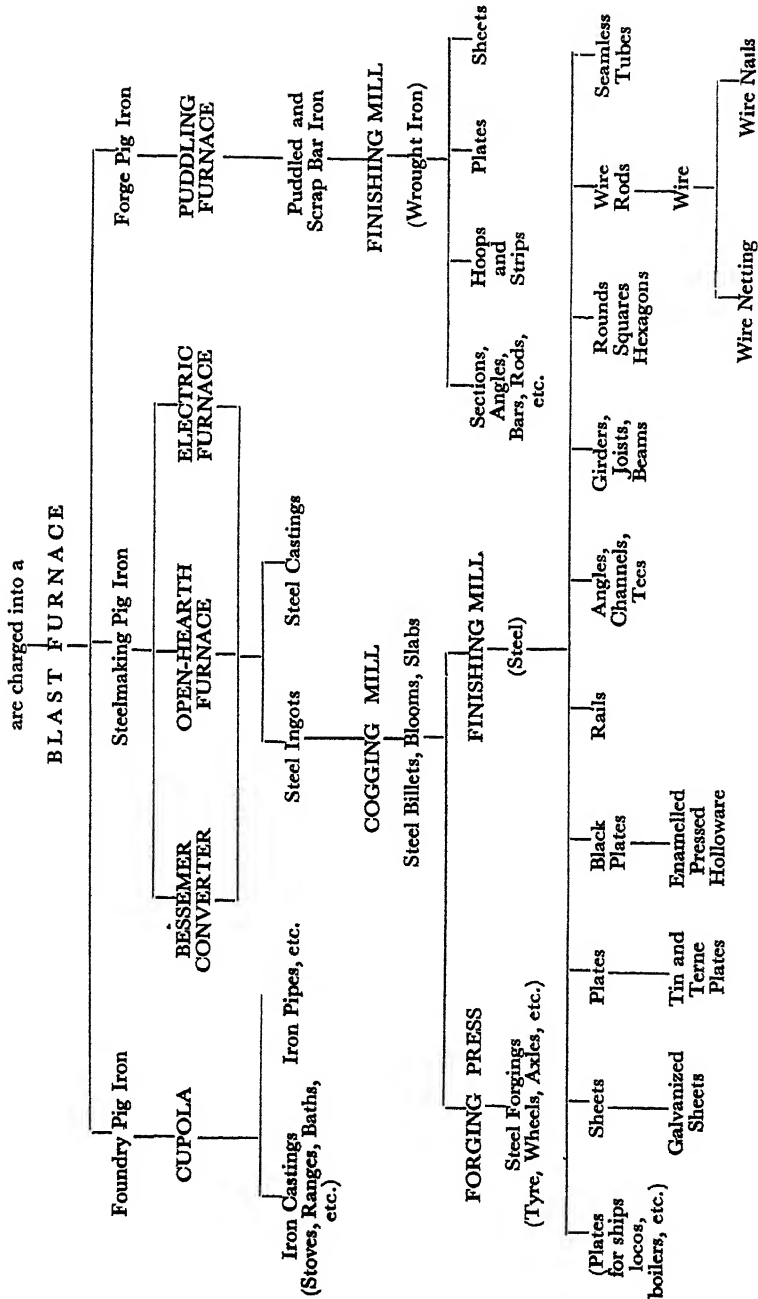 are charged into a
BLAST FURNACE
Foundry Pig Iron
Steelmaking Pig Iron
Forge Pig Iron
CUPOLA
BESSEMER
CONVERTER
OPEN-HEARTH
FURNACE
ELECTRIC
FURNACE
PUDDLING
FURNACE
Iron Castings
(Stoves, Ranges, Baths,
etc.)
Iron Pipes, etc.
Steel Ingots
Steel Castings
Puddled and
Scrap Bar Iron
COGGING MILL
FINISHING MILL
(Wrought Iron)
Steel Billets, Blooms, Slabs
Sections,
Angles,
Bars, Rods,
etc.
Hoops
and
Strips
Plates
Sheets
FORGING PRESS
Steel Forgings
(Tyre, Wheels, Axles, etc.)
FINISHING MILL
(Steel)
(Plates
for ships
locos,
boilers, etc.)
Sheets
Galvanized
Sheets
Plates
Tin and
Terne
Plates
Black
Plates
Enamelled
Pressed
Holloware
Rails
Angles,
Channels,
Tees
Girders,
Joists,
Beams
Rounds
Squares
Hexagons
Wire
Rods
Wire
Wire Netting
Wire Nails
Seamless
Tubes